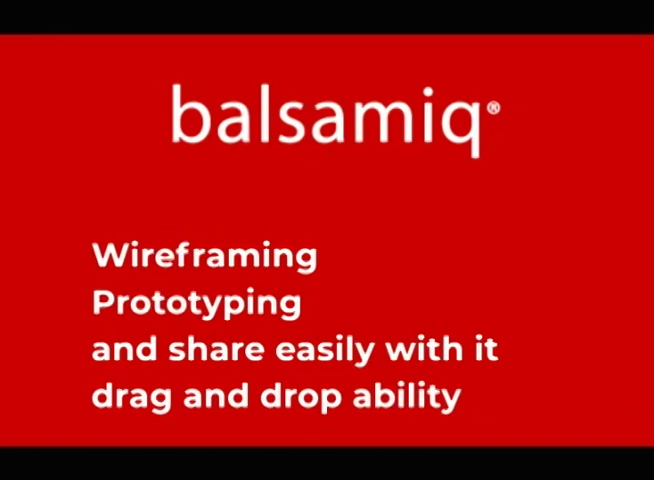 balsamiq®
Wireframing
Prototyping
and share easily with it
drag and drop ability